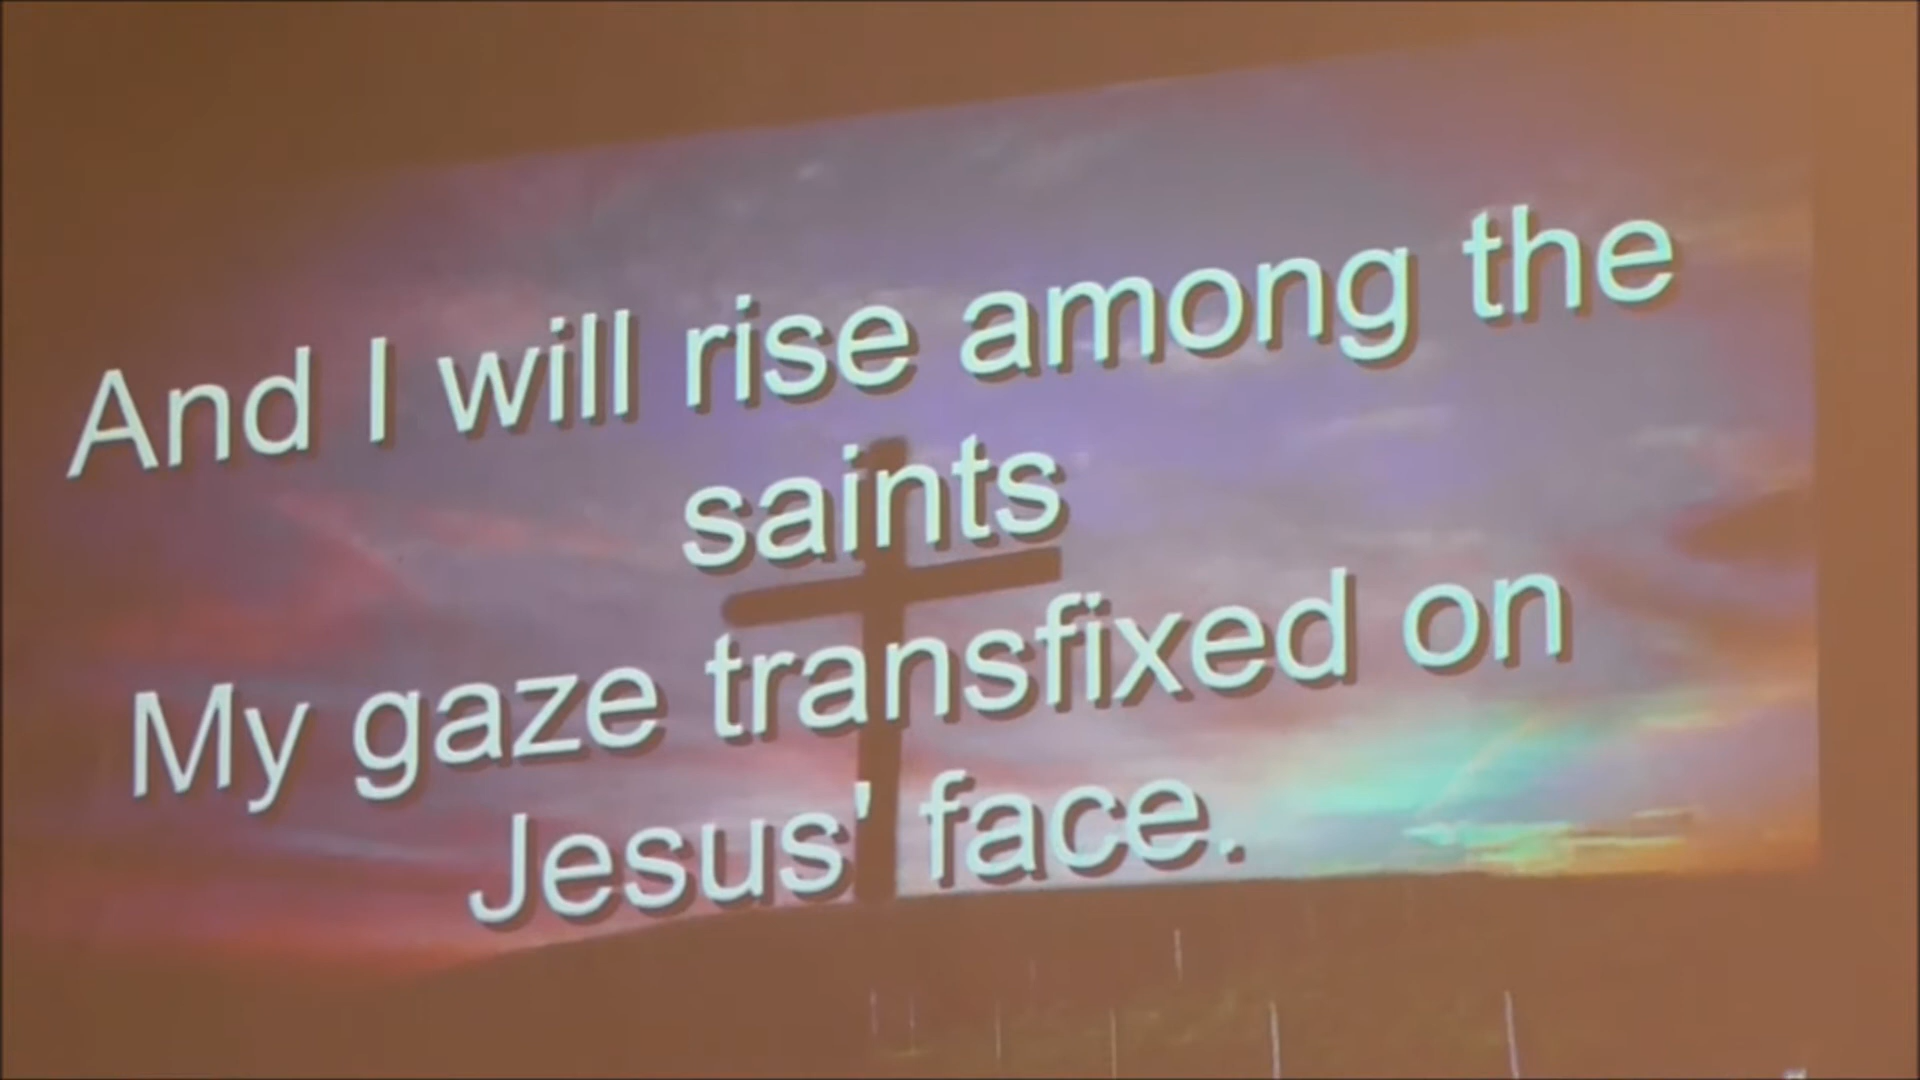 And I will rise among the
saints
My gaze transfixed on
Jesus' face.